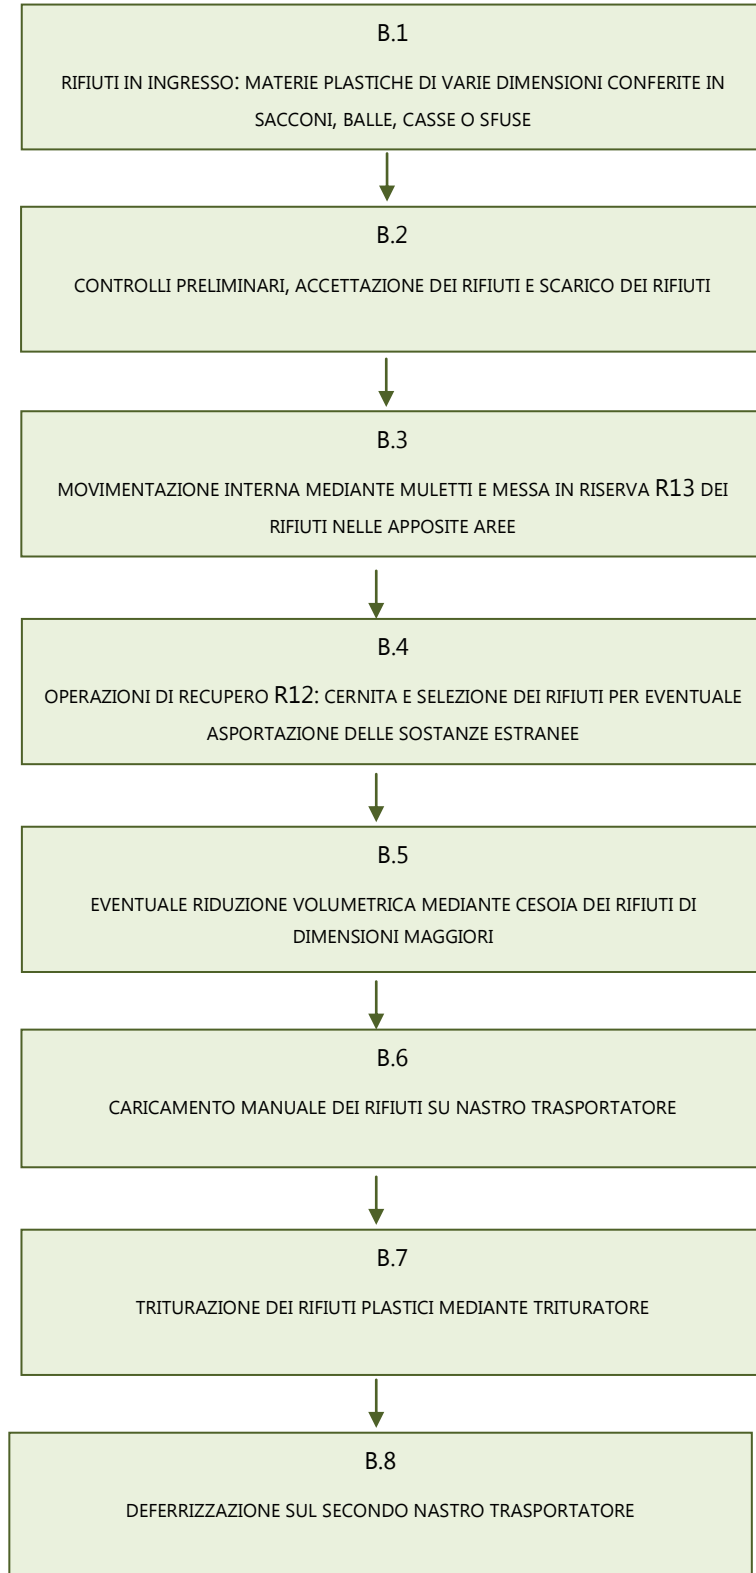 B.1
RIFIUTI IN INGRESSO: MATERIE PLASTICHE DI VARIE DIMENSIONI CONFERITE IN
SACCONI, BALLE, CASSE O SFUSE
B.2
CONTROLLI PRELIMINARI, ACCETTAZIONE DEI RIFIUTI E SCARICO DEI RIFIUTI
B.3
MOVIMENTAZIONE INTERNA MEDIANTE MULETTI E MESSA IN RISERVA R13 DEI
RIFIUTI NELLE APPOSITE AREE
B.4
OPERAZIONI DI RECUPERO R12: CERNITA E SELEZIONE DEI RIFIUTI PER EVENTUALE
ASPORTAZIONE DELLE SOSTANZE ESTRANEE
B.5
EVENTUALE RIDUZIONE VOLUMETRICA MEDIANTE CESOIA DEI RIFIUTI DI
DIMENSIONI MAGGIORI
B.6
CARICAMENTO MANUALE DEI RIFIUTI SU NASTRO TRASPORTATORE
B.7
TRITURAZIONE DEI RIFIUTI PLASTICI MEDIANTE TRITURATORE
B.8
DEFERRIZZAZIONE SUL SECONDO NASTRO TRASPORTATORE